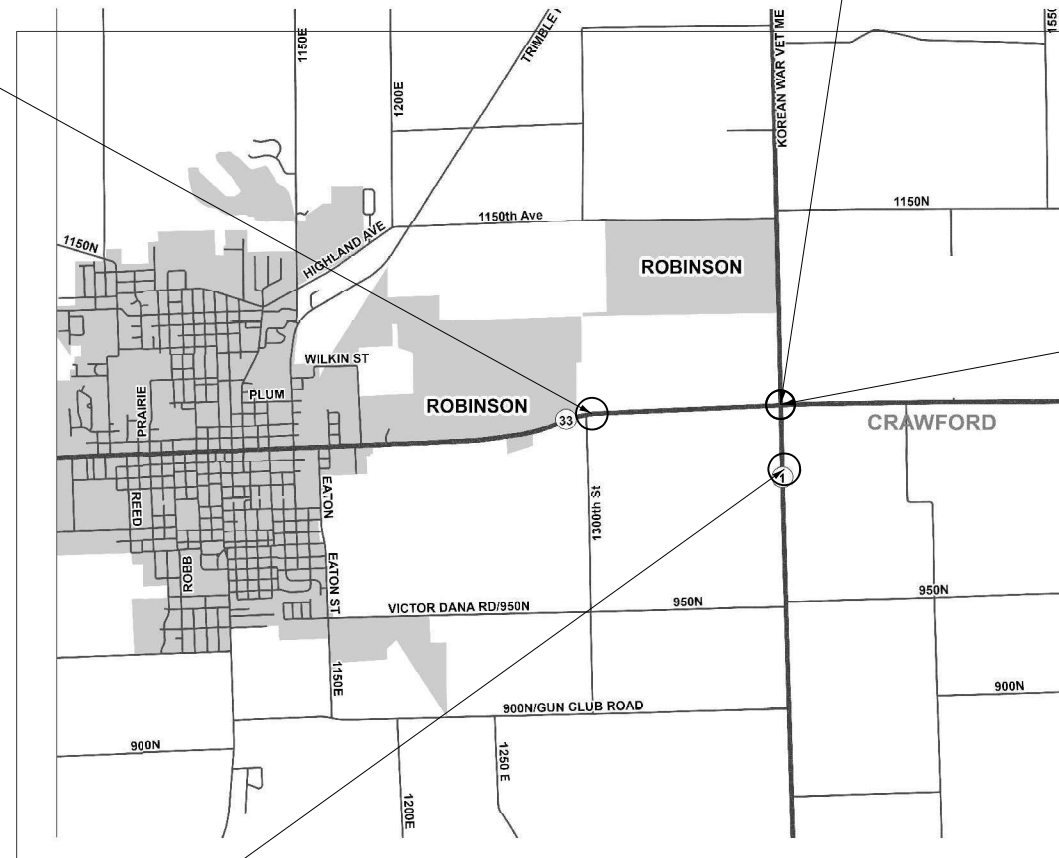 1150E
TRIMBLE
KOREAN WAR VET ME
1200E
1150N
1150th Ave
1150N
HIGHLAND AVE
ROBINSON
WILKIN ST
PRAIRIE
PLUM
ROBINSON
33
CRAWFORD
REED
EATON
1
1300th St
ROBB
EATON ST
VICTOR DANA RD/950N
950N
950N
1150E
900N
900N/GUN CLUB ROAD
900N
1250 E
1200E